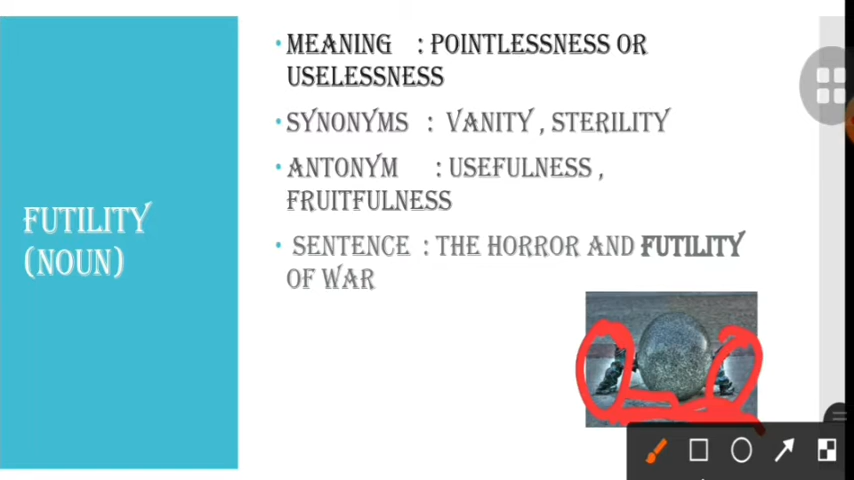 FUTILITY
(NOUN)
• MEANING : POINTLESSNESS OR
USELESSNESS
• SYNONYMS : VANITY , STERILITY
• ANTONYM : USEFULNESS ,
FRUITFULNESS
• SENTENCE : THE HORROR AND FUTILITY
OF WAR